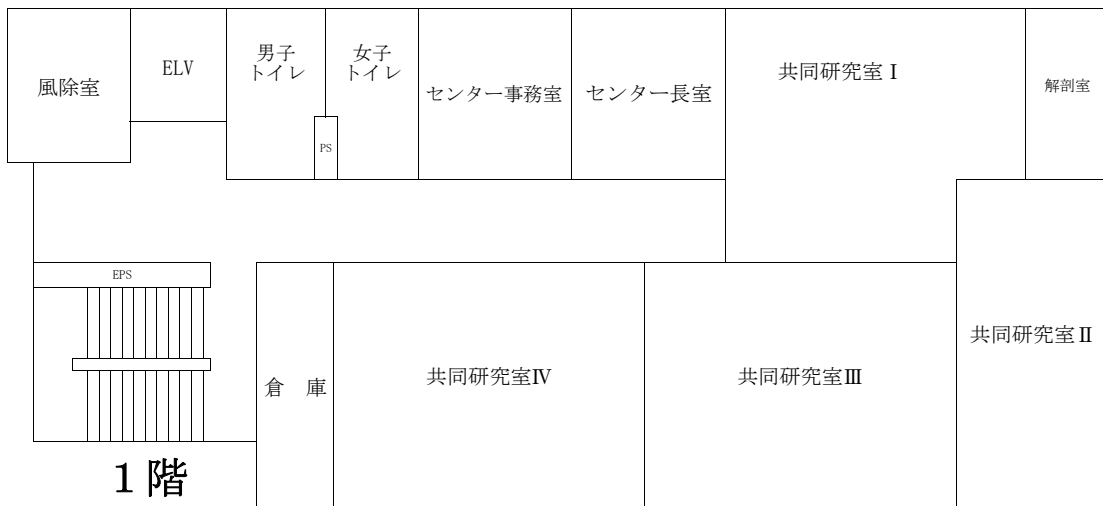 風除室
ELV
男子
トイレ
女子
トイレ
PS
センター事務室
センター長室
共同研究室Ⅰ
解剖室
EPS
倉　庫
共同研究室Ⅳ
共同研究室Ⅲ
共同研究室Ⅱ
1階